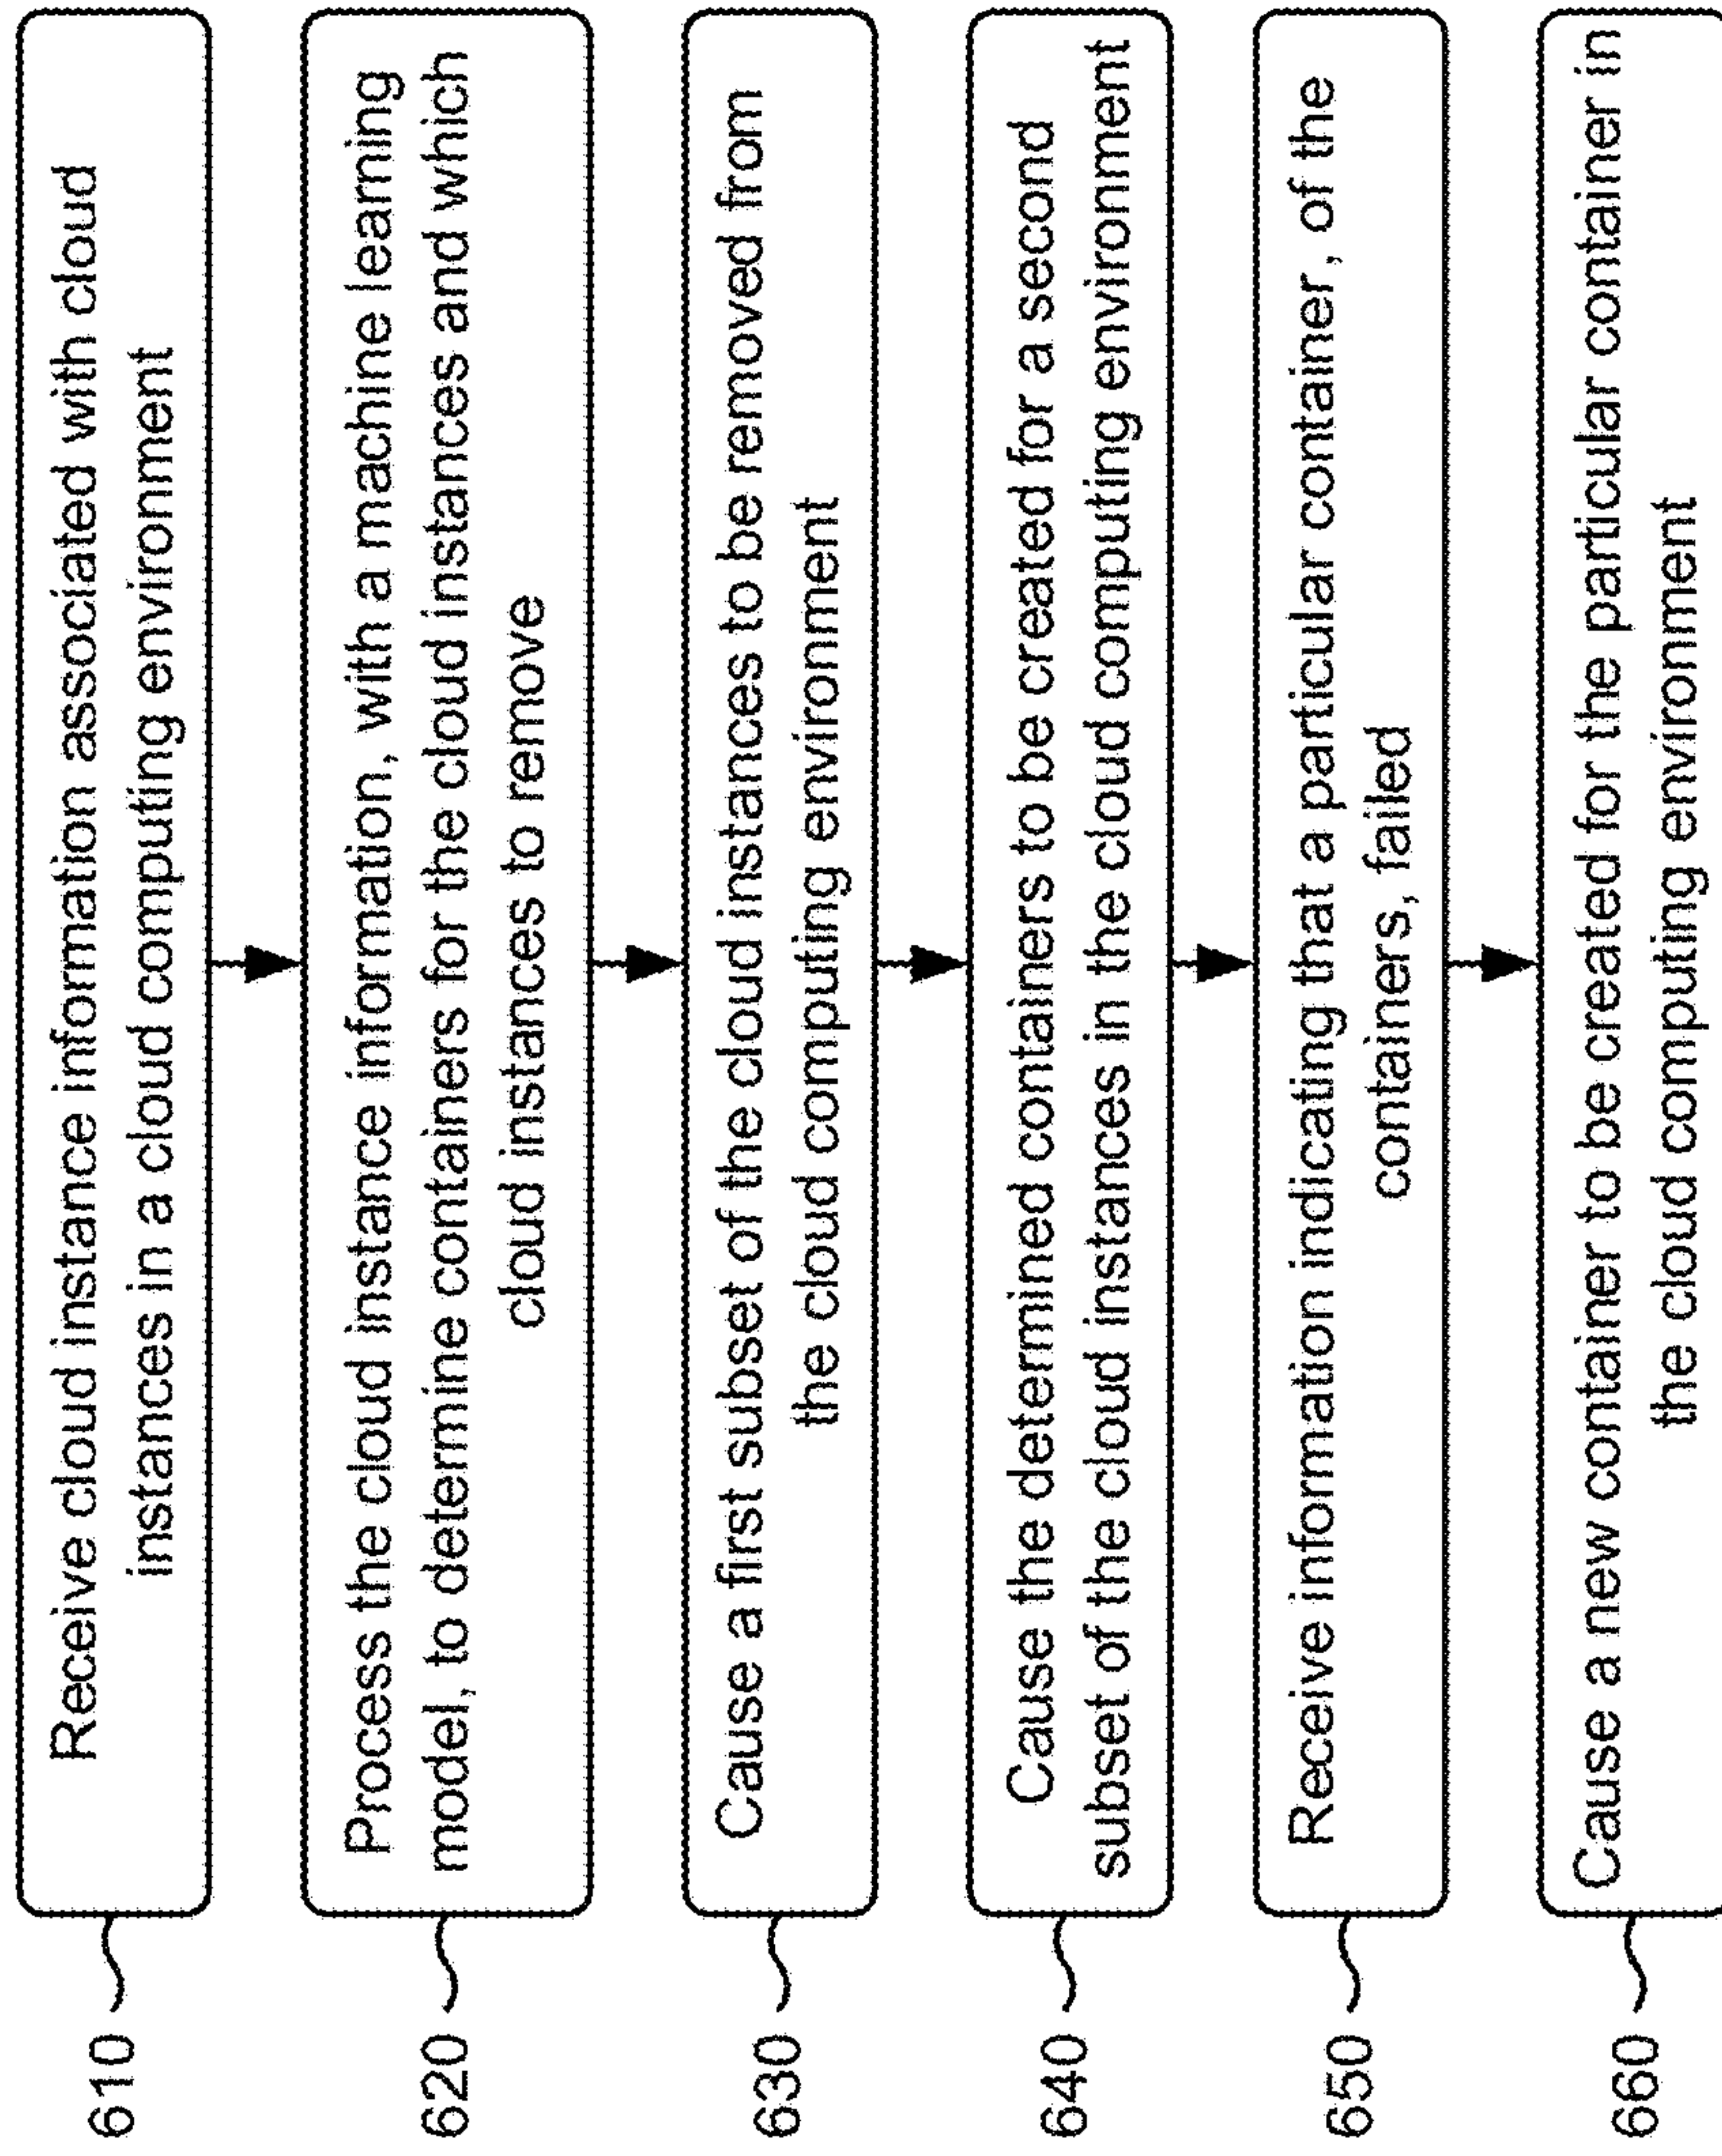 610
Receive cloud instance information associated with cloud
instances in a cloud computing environment
620
Process the cloud instance information, with a machine learning
model, to determine containers for the cloud instances and which
cloud instances to remove
630
Cause a first subset of the cloud instances to be removed from
the cloud computing environment
640
Cause the determined containers to be created for a second
subset of the cloud instances in the cloud computing environment
650
Receive information indicating that a particular container, of the
containers, failed
660
Cause a new container to be created for the particular container in
the cloud computing environment